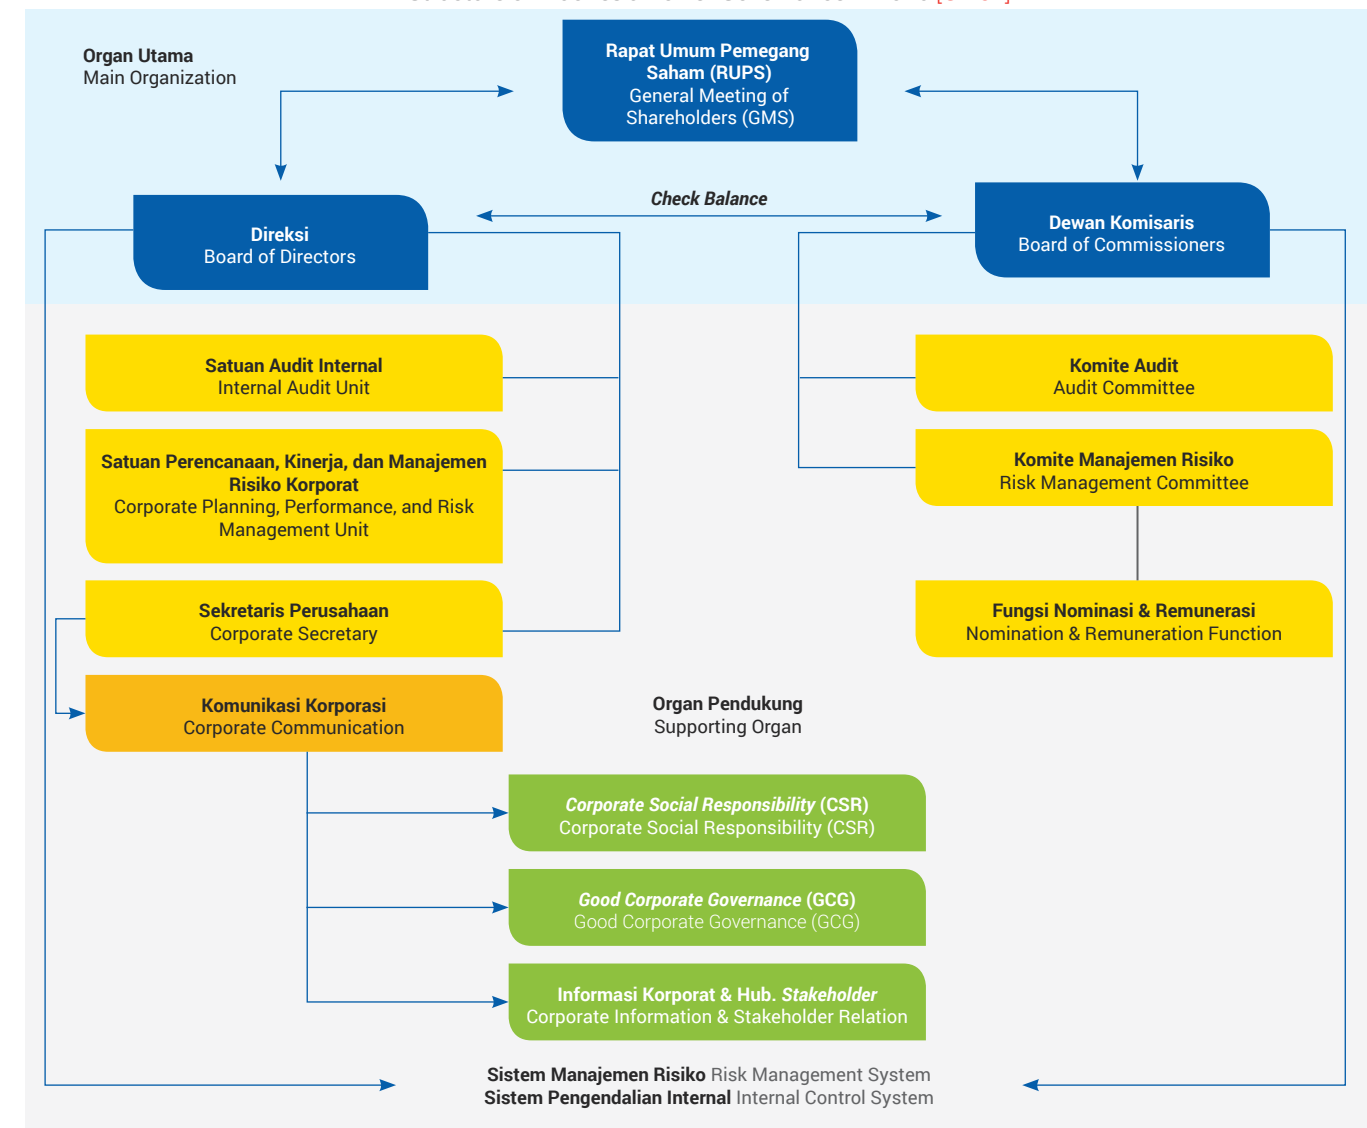 Organ Utama
Main Organization
Rapat Umum Pemegang
Saham (RUPS)
General Meeting of
Shareholders (GMS)
Check Balance
Direksi
Board of Directors
Dewan Komisaris
Board of Commissioners
Satuan Audit Internal
Internal Audit Unit
Komite Audit
Audit Committee
Satuan Perencanaan, Kinerja, dan Manajemen
Risiko Korporat
Corporate Planning, Performance, and Risk
Management Unit
Komite Manajemen Risiko
Risk Management Committee
Sekretaris Perusahaan
Corporate Secretary
Fungsi Nominasi & Remunerasi
Nomination & Remuneration Function
Komunikasi Korporasi
Corporate Communication
Organ Pendukung
Supporting Organ
Corporate Social Responsibility (CSR)
Corporate Social Responsibility (CSR)
Good Corporate Governance (GCG)
Good Corporate Governance (GCG)
Informasi Korporat & Hub. Stakeholder
Corporate Information & Stakeholder Relation
Sistem Manajemen Risiko Risk Management System
Sistem Pengendalian Internal Internal Control System